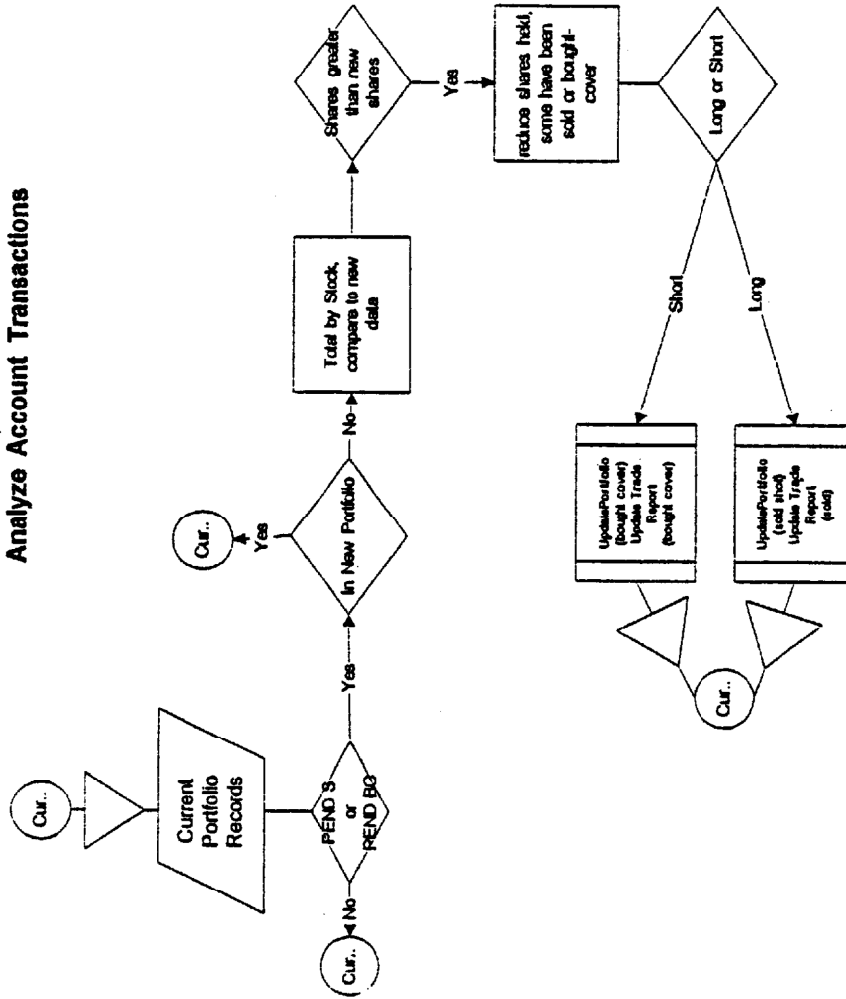 Analyze Account Transactions
Cur..
Current
Portfolio
Records
PEND S
or
REND BC
No
Cur..
Yes
In New Portfolio
Yes
Cur..
No
Total by Stock,
compare to new
data
Shares greater
than new
shares
Yes
reduce shares held,
some have been
sold or bought-
cover
Long or Short
Short
Long
UpdatePortfolio
(bought cover)
Update Trade
Report
(bought cover)
UpdatePortfolio
(sold shot)
Update Trade
Report
(sold)
Cur..